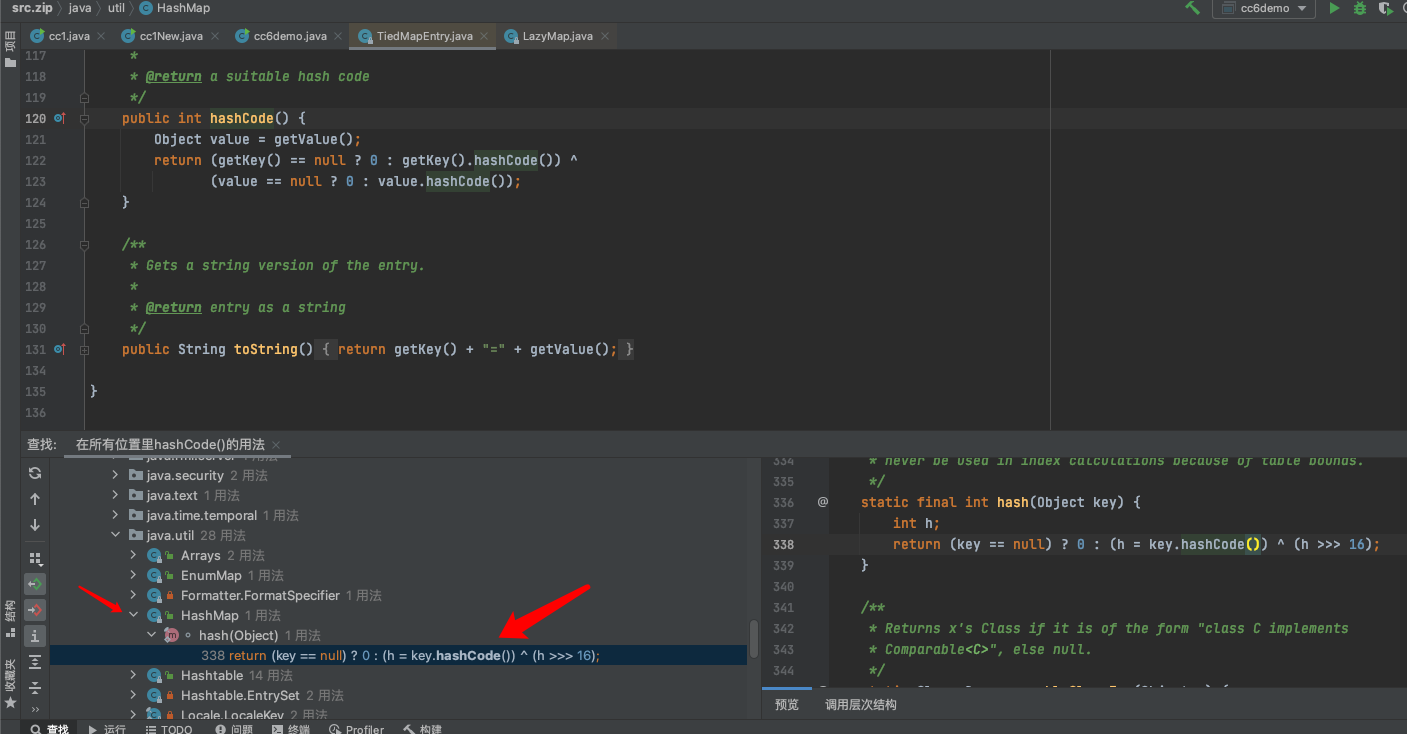 src.zip java util HashMap cc6demo
项目
cc1.java cc1New.java cc6demo.java TiedMapEntry.java LazyMap.java
117 *
118 * @return a suitable hash code
119 */
120 public int hashCode() {
121 Object value = getValue();
122 return (getKey() == null ? 0 : getKey().hashCode()) ^
123 (value == null ? 0 : value.hashCode());
124 }
125
126 /**
127 * Gets a string version of the entry.
128 *
129 * @return entry as a string
130 */
131 public String toString() { return getKey() + "=" + getValue(); }
134
135 }
136
查找: 在所有位置里hashCode()的用法
java.rmi.server 1 用法
java.security 2 用法
java.text 1 用法
java.time.temporal 1 用法
java.util 28 用法
Arrays 2 用法
EnumMap 1 用法
Formatter.FormatSpecifier 1 用法
HashMap 1 用法
hash(Object) 1 用法
338 return (key == null) ? 0 : (h = key.hashCode()) ^ (h >>> 16);
Hashtable 14 用法
Hashtable.EntrySet 2 用法
Locale.LocaleKey 2 用法
334 * never be used in index calculations because of table bounds.
335 */
336 @ static final int hash(Object key) {
337 int h;
338 return (key == null) ? 0 : (h = key.hashCode()) ^ (h >>> 16);
339 }
340
341 /**
342 * Returns x's Class if it is of the form "class C implements
343 * Comparable<C>", else null.
344 */
预览 调用层次结构
结构
收藏夹
查找 运行 TODO 问题 终端 Profiler 构建